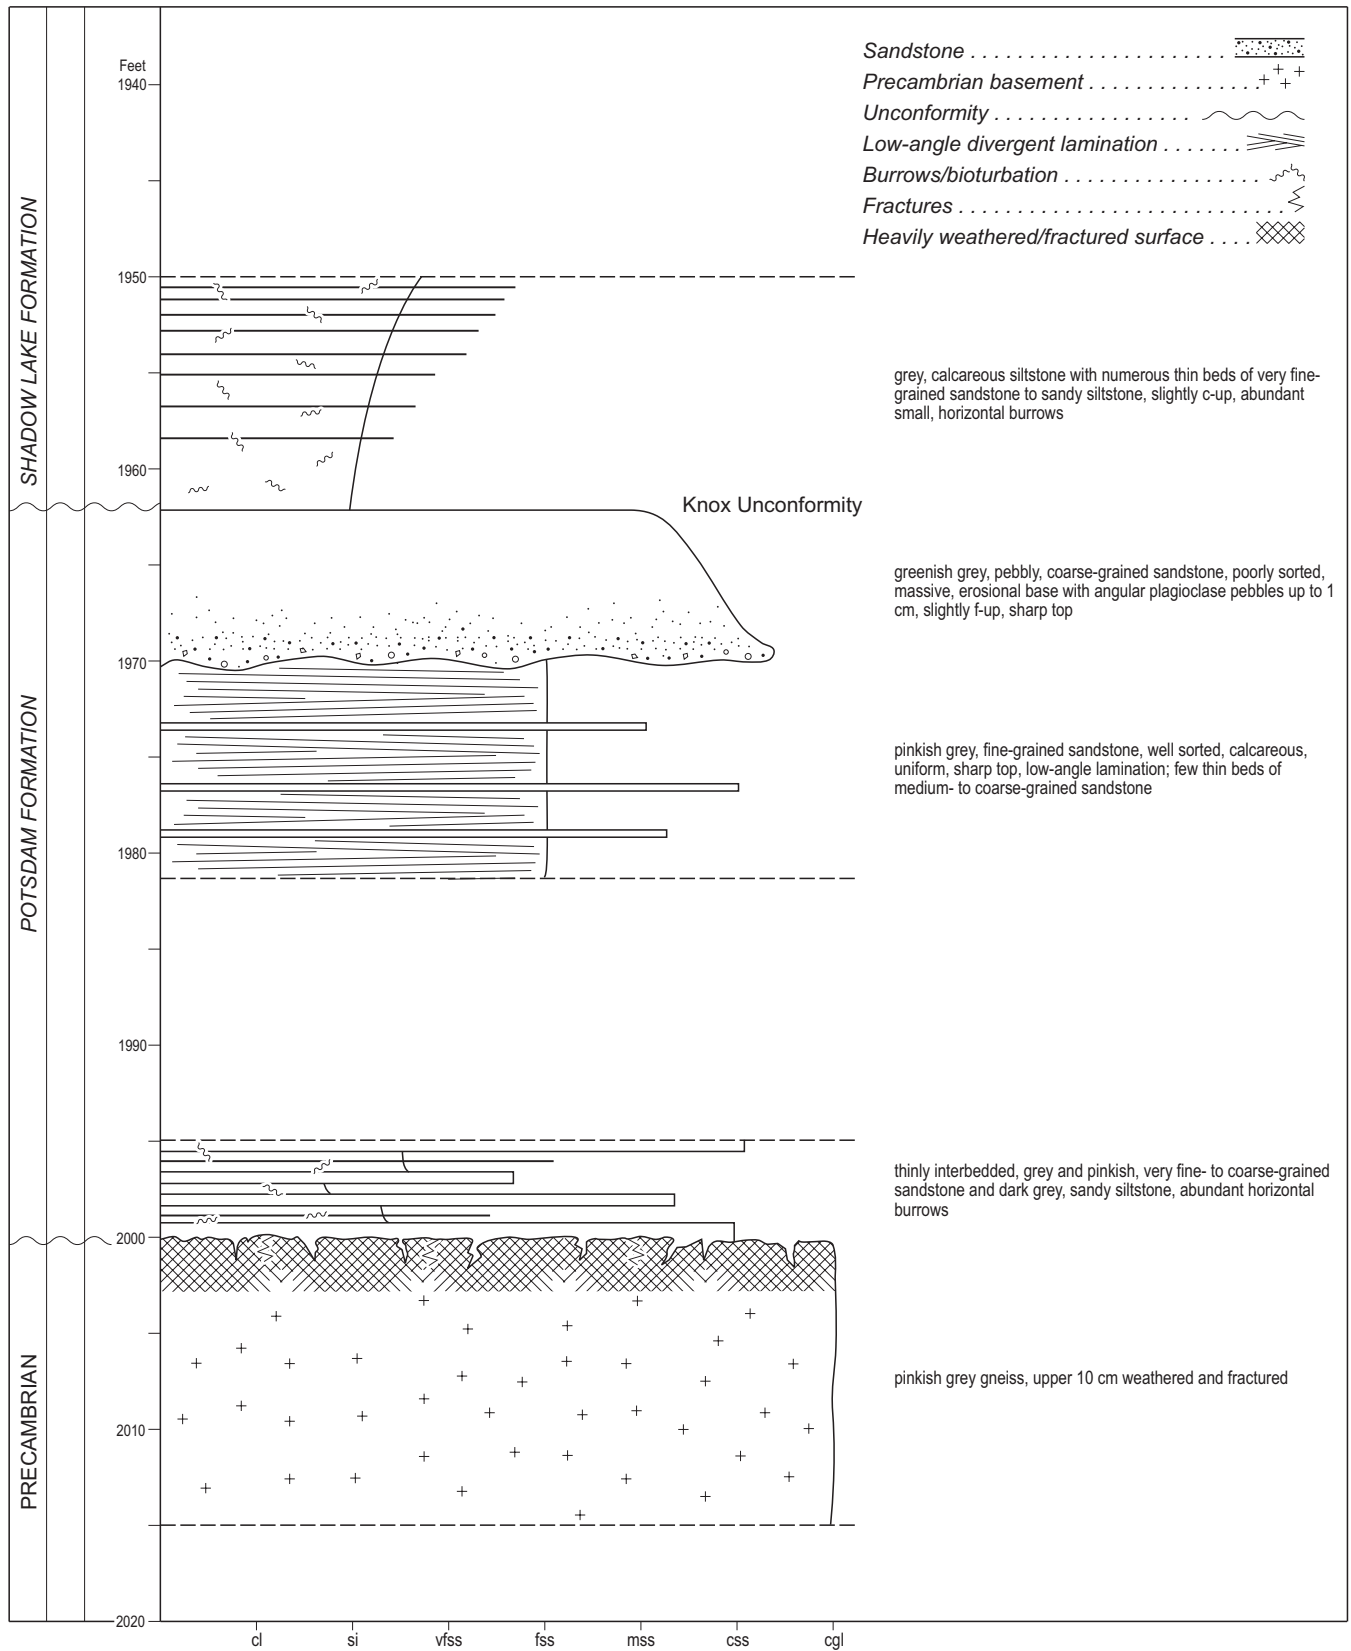 Sandstone
Precambrian basement
Unconformity
Low-angle divergent lamination
Burrows/bioturbation
Fractures
Heavily weathered/fractured surface
Feet
1940
1950
1960
1970
1980
1990
2000
2010
2020
SHADOW LAKE FORMATION
POTSDAM FORMATION
PRECAMBRIAN
grey, calcareous siltstone with numerous thin beds of very fine-
grained sandstone to sandy siltstone, slightly c-up, abundant
small, horizontal burrows
Knox Unconformity
greenish grey, pebbly, coarse-grained sandstone, poorly sorted,
massive, erosional base with angular plagioclase pebbles up to 1
cm, slightly f-up, sharp top
pinkish grey, fine-grained sandstone, well sorted, calcareous,
uniform, sharp top, low-angle lamination; few thin beds of
medium- to coarse-grained sandstone
thinly interbedded, grey and pinkish, very fine- to coarse-grained
sandstone and dark grey, sandy siltstone, abundant horizontal
burrows
pinkish grey gneiss, upper 10 cm weathered and fractured
cl si vfss fss mss css cgl